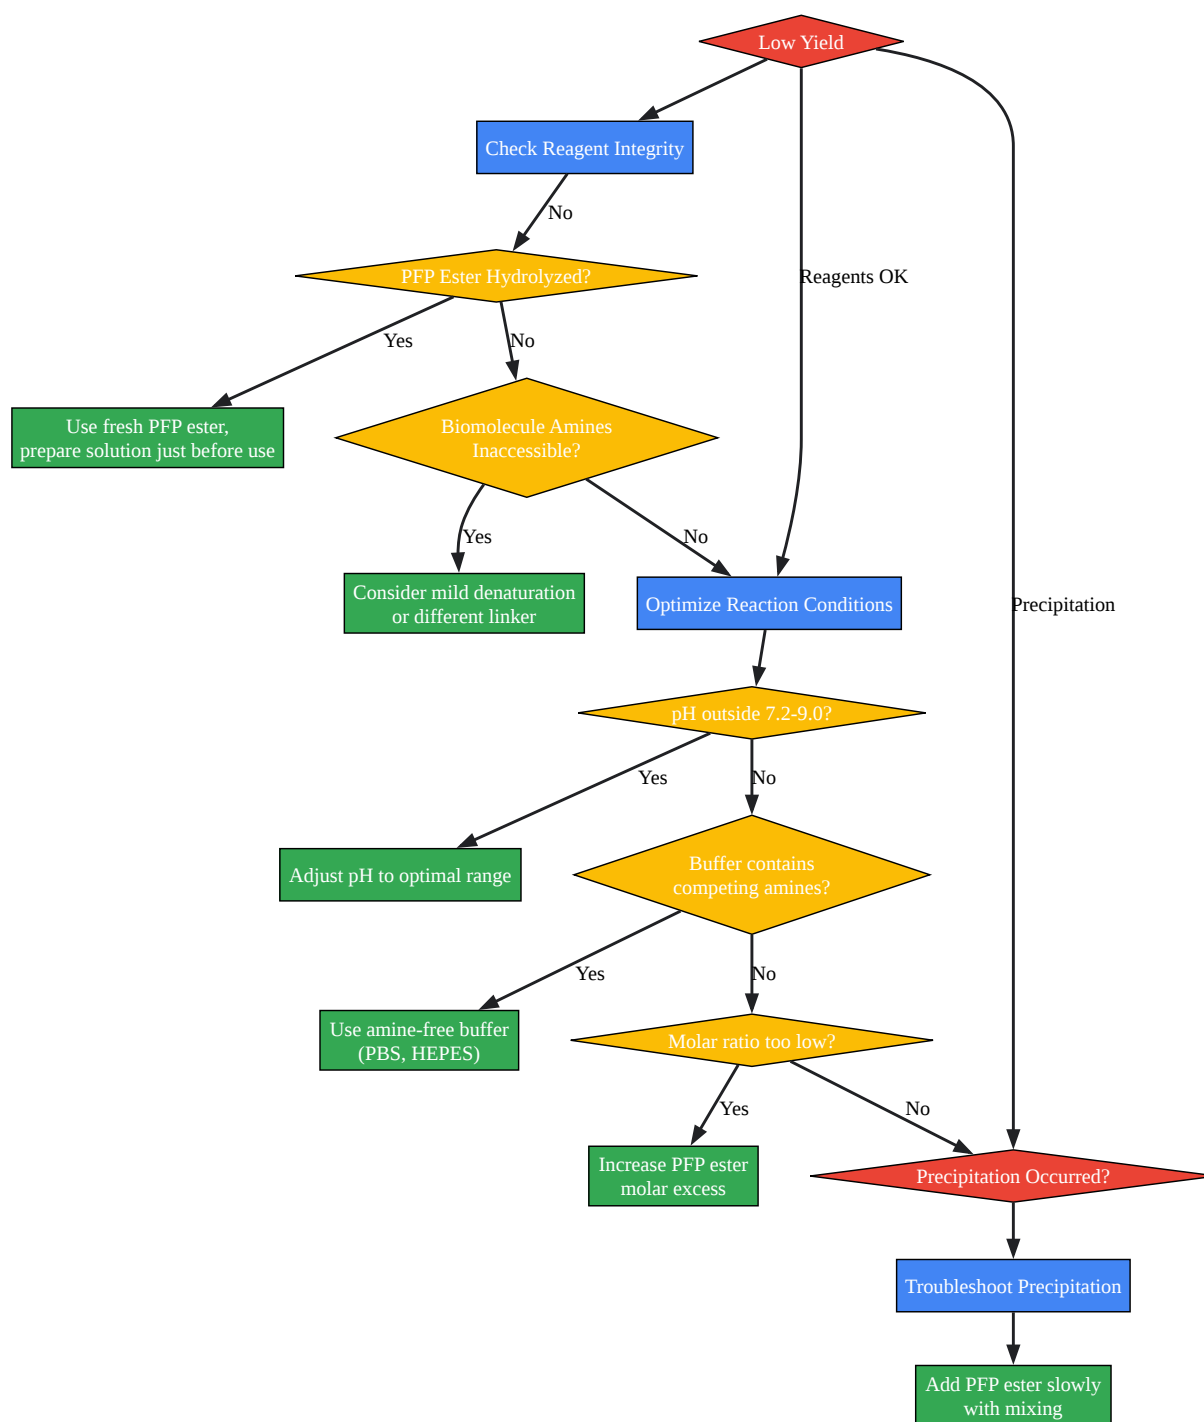 Low Yield
Check Reagent Integrity
No
PFP Ester Hydrolyzed?
Reagents OK
Yes
No
Use fresh PFP ester,
prepare solution just before use
Biomolecule Amines
Inaccessible?
Yes
No
Consider mild denaturation
or different linker
Optimize Reaction Conditions
Precipitation
pH outside 7.2-9.0?
Yes
No
Adjust pH to optimal range
Buffer contains
competing amines?
Yes
No
Use amine-free buffer
(PBS, HEPES)
Molar ratio too low?
Yes
No
Increase PFP ester
molar excess
Precipitation Occurred?
Troubleshoot Precipitation
Add PFP ester slowly
with mixing